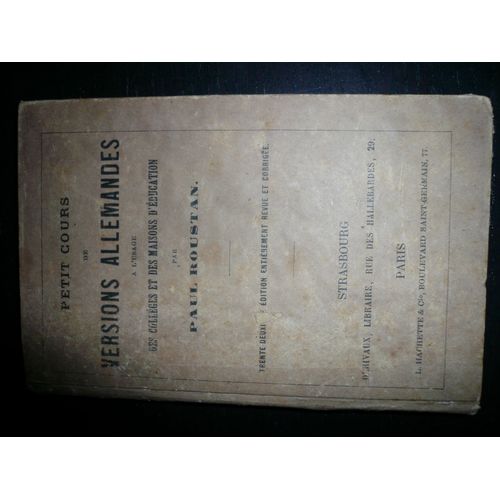 PETIT COURS
DE
VERSIONS ALLEMANDES
A L'USAGE
DES COLLÈGES ET DES MAISONS D'ÉDUCATION
PAR
PAUL ROUSTAN.
TRENTE-DEUXIÈME ÉDITION ENTIÈREMENT REVUE ET CORRIGÉE.
STRASBOURG
DERIVAUX, LIBRAIRE, RUE DES HALLEBARDES, 29.
PARIS
L. HACHETTE & Cie, BOULEVARD SAINT-GERMAIN, 77.